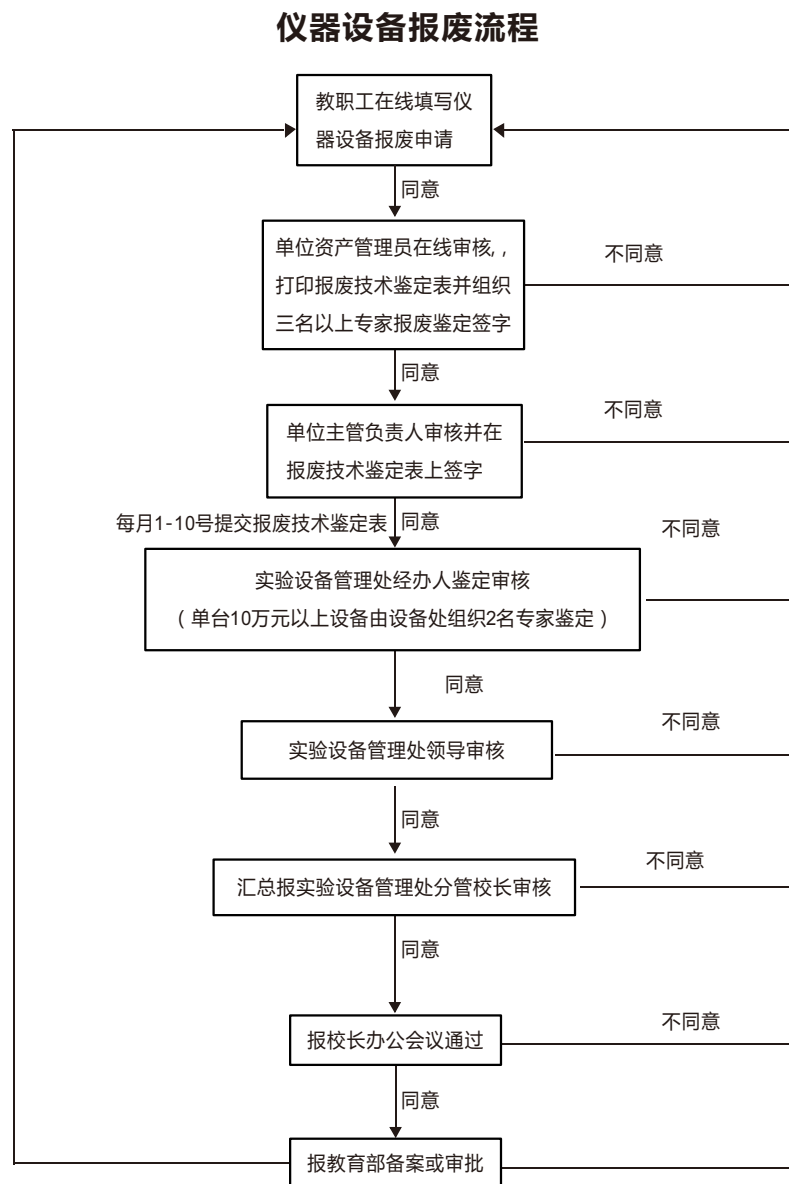 仪器设备报废流程
教职工在线填写仪
器设备报废申请
同意
单位资产管理员在线审核，,
打印报废技术鉴定表并组织
三名以上专家报废鉴定签字
不同意
同意
单位主管负责人审核并在
报废技术鉴定表上签字
不同意
每月1-10号提交报废技术鉴定表
同意
不同意
实验设备管理处经办人鉴定审核
（单台10万元以上设备由设备处组织2名专家鉴定）
同意
实验设备管理处领导审核
不同意
同意
汇总报实验设备管理处分管校长审核
不同意
同意
报校长办公会议通过
不同意
同意
报教育部备案或审批